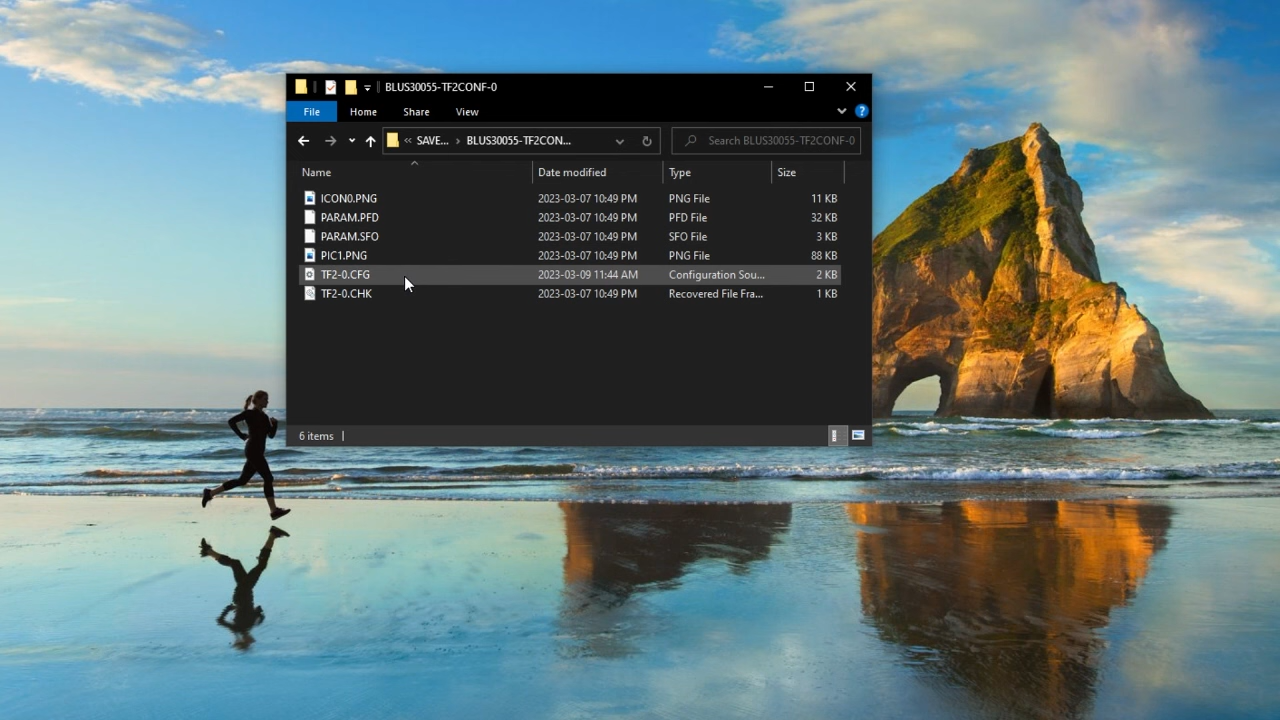 BLUS30055-TF2CONF-0
File Home Share View
« SAVE... › BLUS30055-TF2CON... Search BLUS30055-TF2CONF-0
Name Date modified Type Size
ICON0.PNG 2023-03-07 10:49 PM PNG File 11 KB
PARAM.PFD 2023-03-07 10:49 PM PFD File 32 KB
PARAM.SFO 2023-03-07 10:49 PM SFO File 3 KB
PIC1.PNG 2023-03-07 10:49 PM PNG File 88 KB
TF2-0.CFG 2023-03-09 11:44 AM Configuration Sou... 2 KB
TF2-0.CHK 2023-03-07 10:49 PM Recovered File Fra... 1 KB
6 items